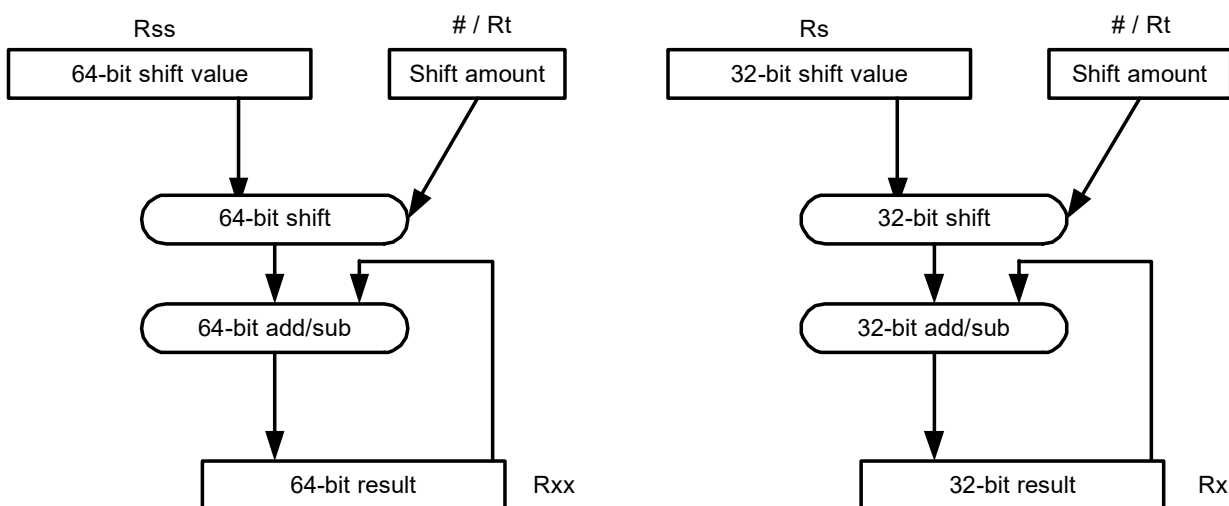 Rss
# / Rt
64-bit shift value
Shift amount
64-bit shift
64-bit add/sub
64-bit result
Rxx
Rs
# / Rt
32-bit shift value
Shift amount
32-bit shift
32-bit add/sub
32-bit result
Rx